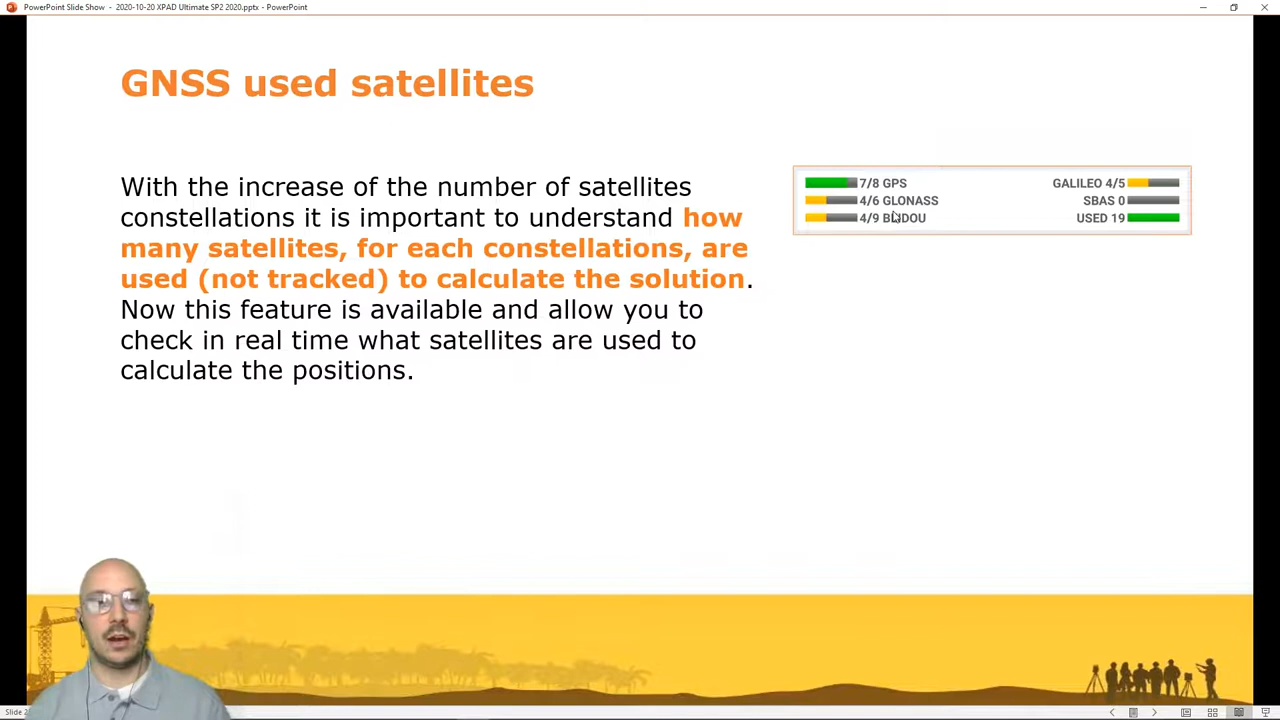 PowerPoint Slide Show - 2020-10-20 XPAD Ultimate SP2 2020.pptx - PowerPoint
GNSS used satellites
With the increase of the number of satellites
constellations it is important to understand how
many satellites, for each constellations, are
used (not tracked) to calculate the solution.
Now this feature is available and allow you to
check in real time what satellites are used to
calculate the positions.
7/8 GPS
4/6 GLONASS
4/9 BEIDOU
GALILEO 4/5
SBAS 0
USED 19
Slide